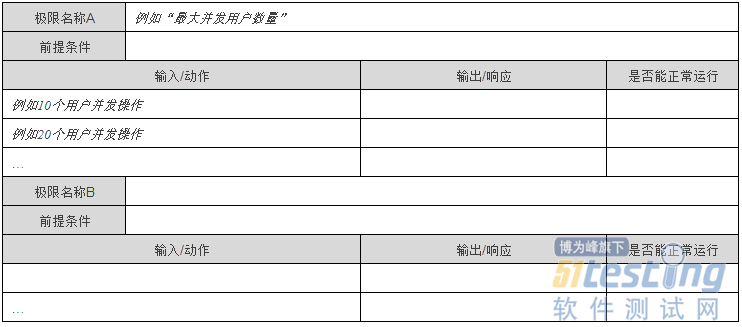 极限名称A 例如“最大并发用户数量”
前提条件
输入/动作 输出/响应 是否能正常运行
例如10个用户并发操作
例如20个用户并发操作
…
极限名称B
前提条件
输入/动作 输出/响应 是否能正常运行
…
博为峰旗下
51testing
软件测试网